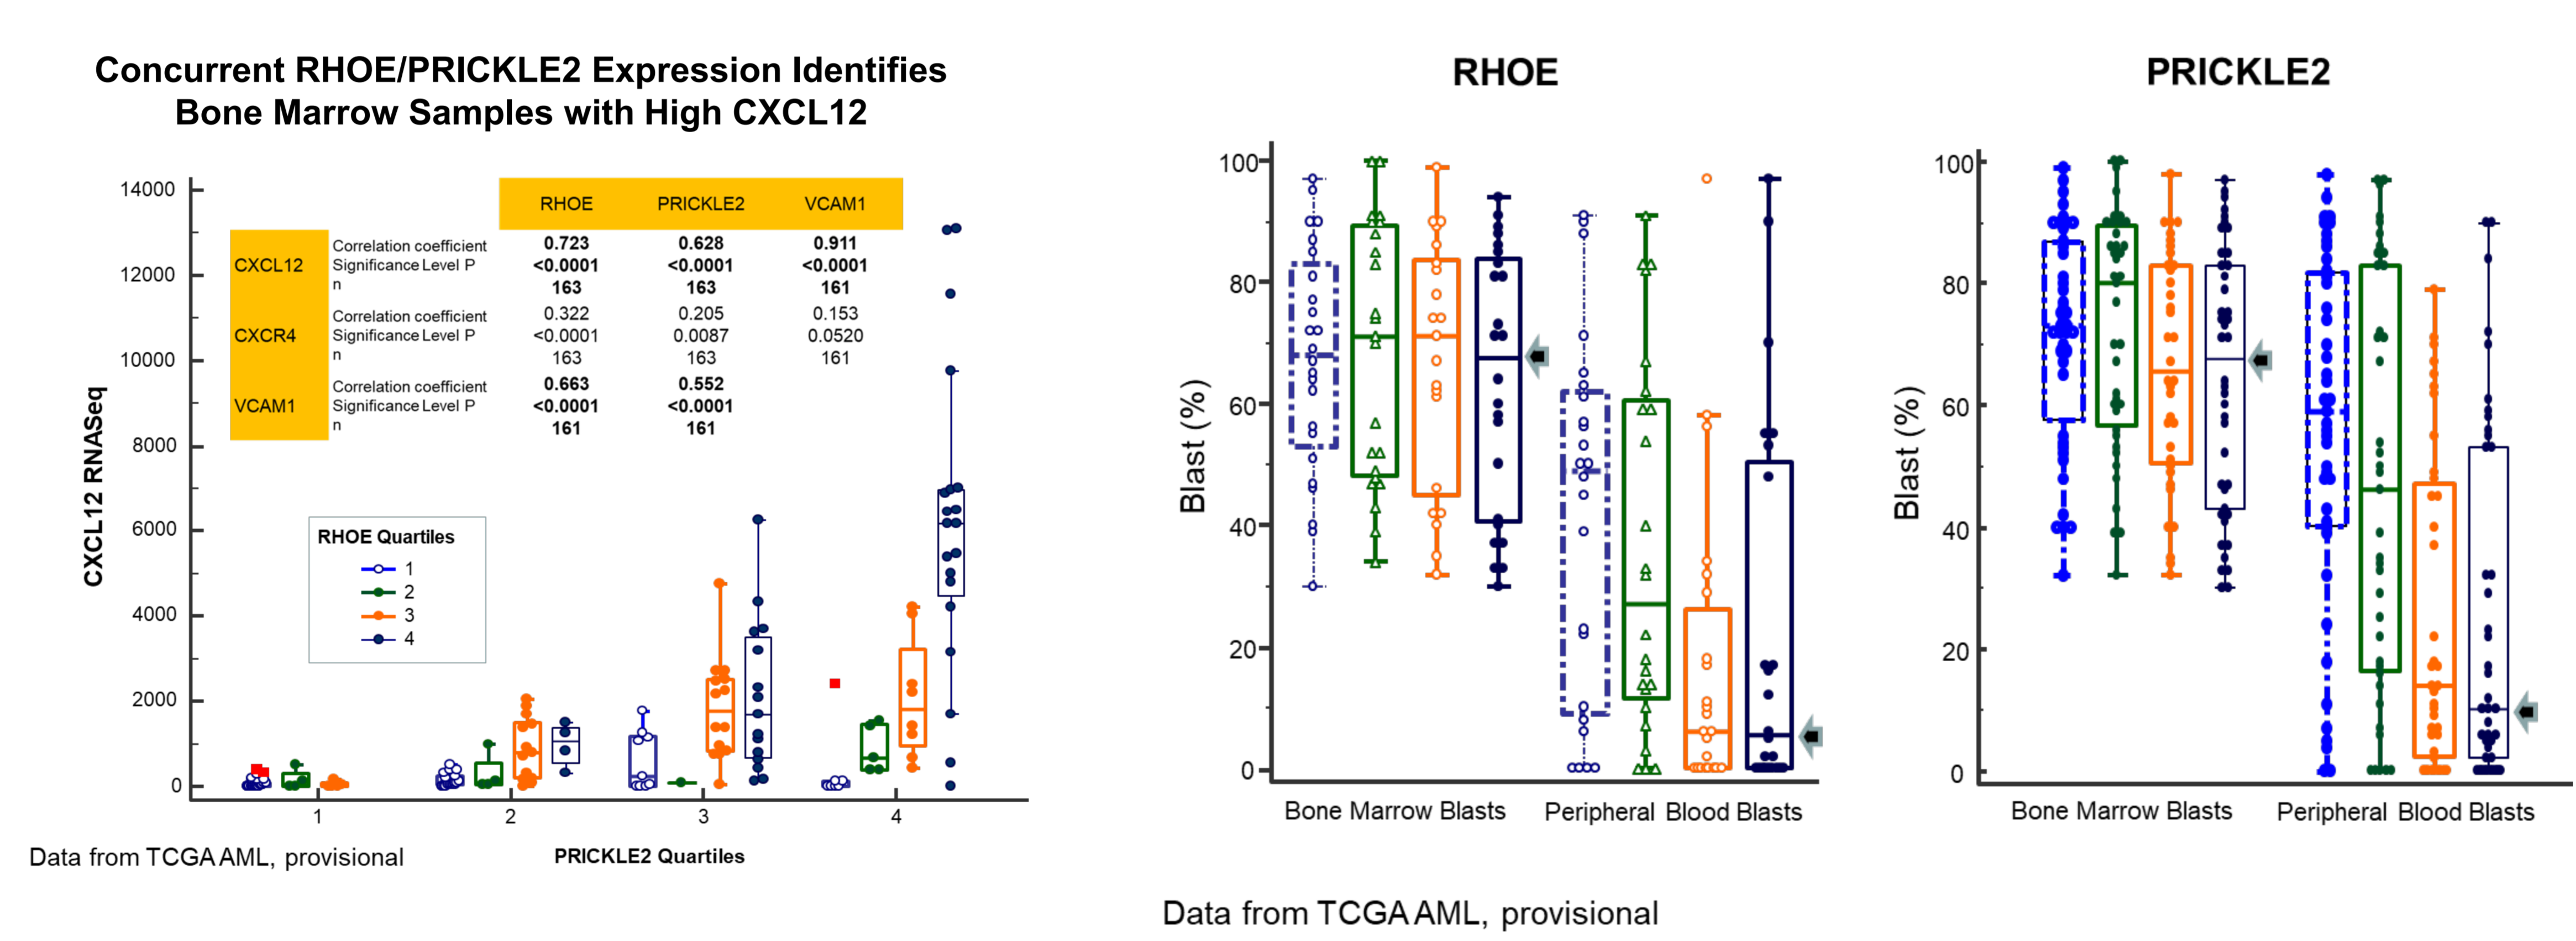 Concurrent RHOE/PRICKLE2 Expression Identifies
Bone Marrow Samples with High CXCL12
14000
12000
10000
8000
6000
4000
2000
0
CXCL12 RNASeq
RHOE PRICKLE2 VCAM1
CXCL12
Correlation coefficient 0.723 0.628 0.911
Significance Level P <0.0001 <0.0001 <0.0001
n 163 163 161
CXCR4
Correlation coefficient 0.322 0.205 0.153
Significance Level P <0.0001 0.0087 0.0520
n 163 163 161
VCAM1
Correlation coefficient 0.663 0.552
Significance Level P <0.0001 <0.0001
n 161 161
RHOE Quartiles
1
2
3
4
1 2 3 4
PRICKLE2 Quartiles
Data from TCGA AML, provisional
RHOE
100
80
60
40
20
0
Blast (%)
Bone Marrow Blasts Peripheral Blood Blasts
PRICKLE2
100
80
60
40
20
0
Blast (%)
Bone Marrow Blasts Peripheral Blood Blasts
Data from TCGA AML, provisional